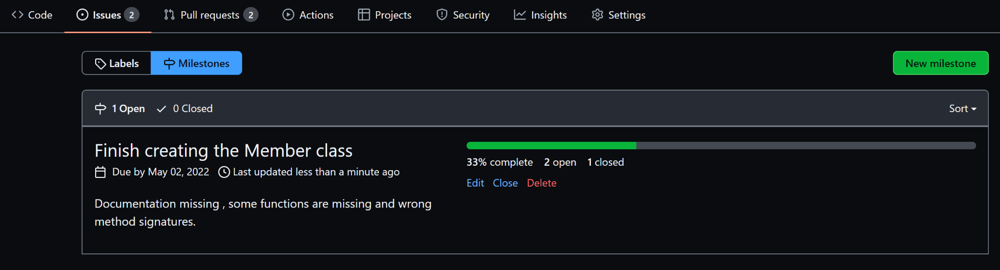 Code Issues 2 Pull requests 2 Actions Projects Security Insights Settings
Labels Milestones New milestone
1 Open 0 Closed Sort
Finish creating the Member class
Due by May 02, 2022 Last updated less than a minute ago
Documentation missing , some functions are missing and wrong
method signatures.
33% complete 2 open 1 closed
Edit Close Delete